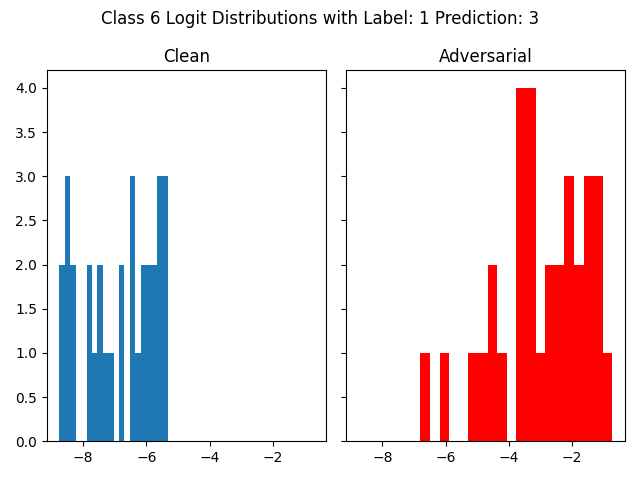 Class 6 Logit Distributions with Label: 1 Prediction: 3
Clean
Adversarial
4.0
3.5
3.0
2.5
2.0
1.5
1.0
0.5
0.0
−8 −6 −4 −2
−8 −6 −4 −2